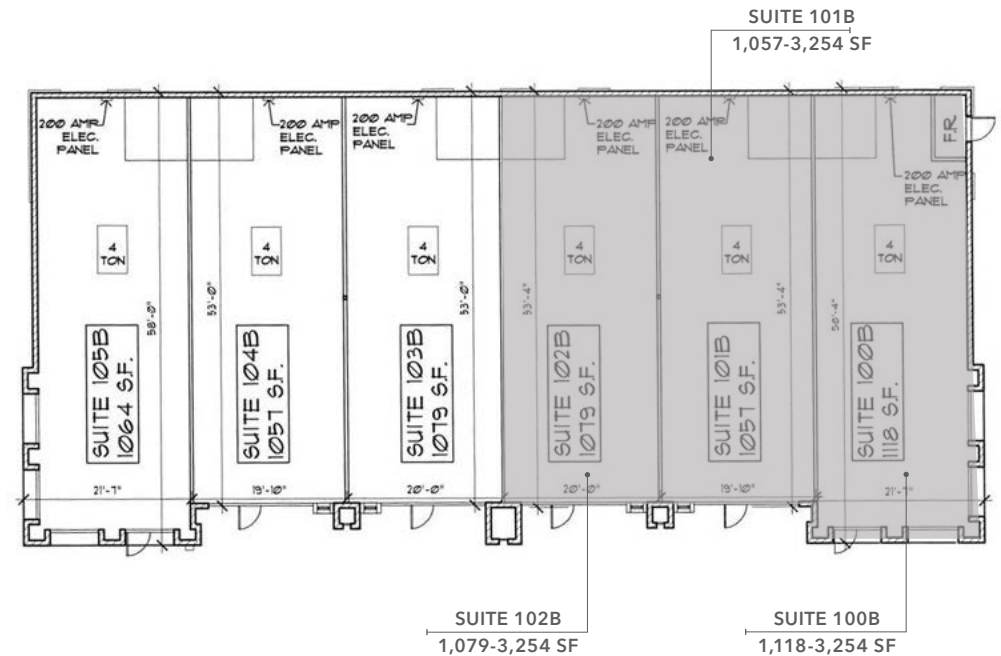 SUITE 101B
1,057-3,254 SF
200 AMP
ELEC.
PANEL
200 AMP
ELEC.
PANEL
200 AMP
ELEC.
PANEL
200 AMP
ELEC.
PANEL
200 AMP
ELEC.
PANEL
F.R.
200 AMP
ELEC.
PANEL
4
TON
4
TON
4
TON
4
TON
4
TON
4
TON
58'-0"
53'-0"
53'-0"
53'-4"
53'-4"
SUITE 105B
1064 S.F.
SUITE 104B
1057 S.F.
SUITE 103B
1079 S.F.
SUITE 102B
1079 S.F.
SUITE 101B
1057 S.F.
SUITE 100B
1118 S.F.
21'-7"
19'-10"
20'-0"
20'-0"
19'-10"
21'-7"
SUITE 102B
1,079-3,254 SF
SUITE 100B
1,118-3,254 SF